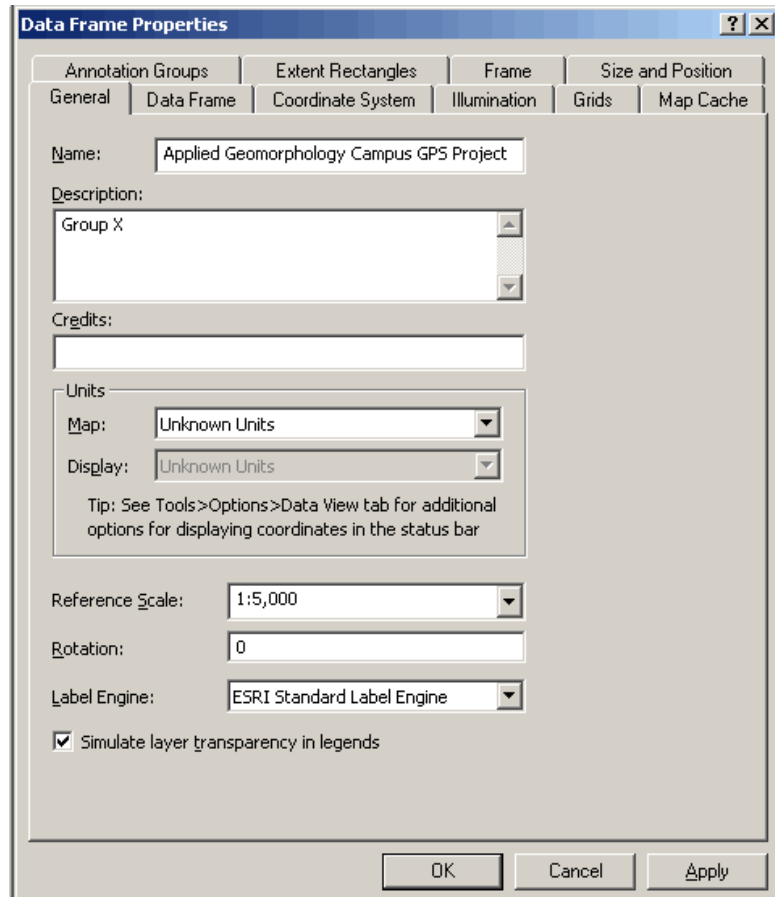 Data Frame Properties
Annotation Groups Extent Rectangles Frame Size and Position
General Data Frame Coordinate System Illumination Grids Map Cache
Name: Applied Geomorphology Campus GPS Project
Description:
Group X
Credits:
Units
Map: Unknown Units
Display: Unknown Units
Tip: See Tools>Options>Data View tab for additional
options for displaying coordinates in the status bar
Reference Scale: 1:5,000
Rotation: 0
Label Engine: ESRI Standard Label Engine
Simulate layer transparency in legends
OK Cancel Apply